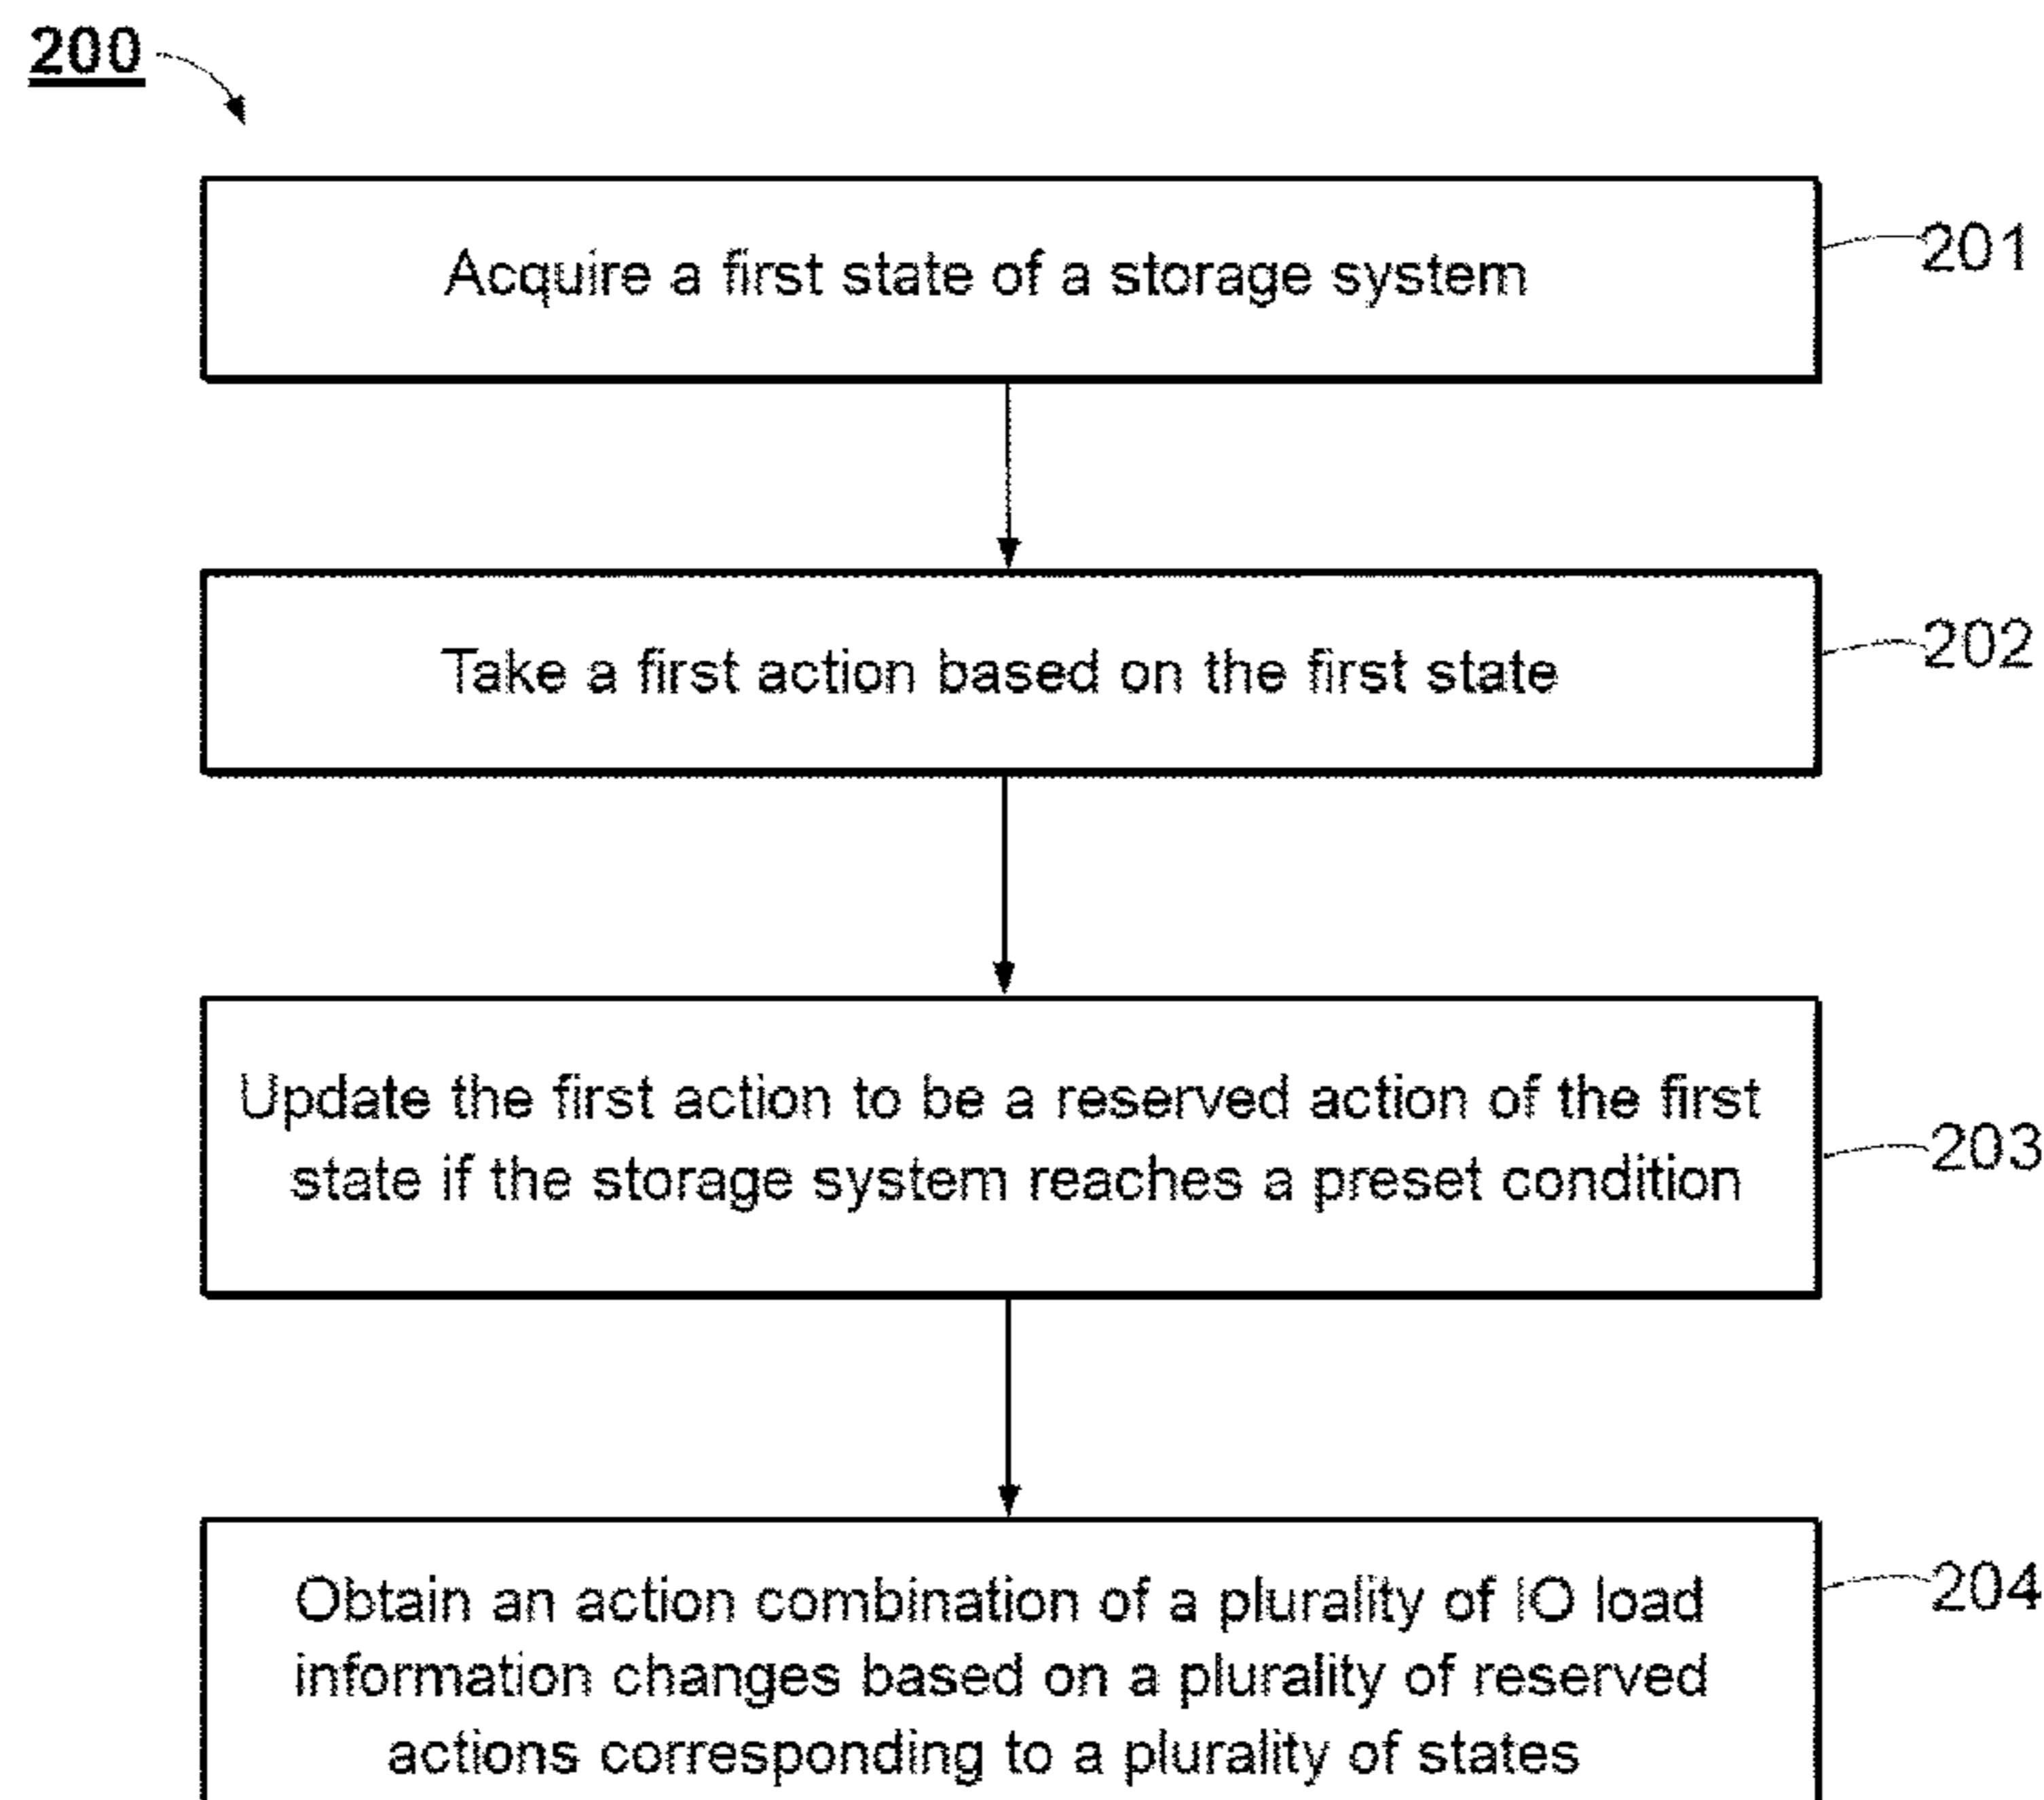 200
Acquire a first state of a storage system
201
Take a first action based on the first state
202
Update the first action to be a reserved action of the first
state if the storage system reaches a preset condition
203
Obtain an action combination of a plurality of IO load
information changes based on a plurality of reserved
actions corresponding to a plurality of states
204